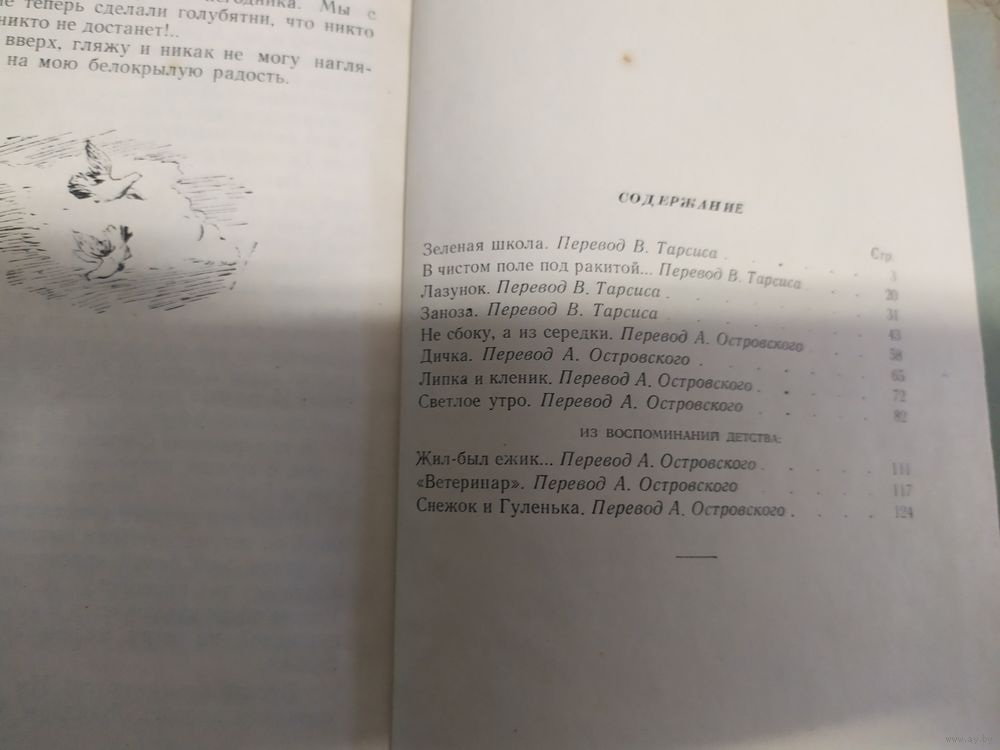 теперь сделали голубятни, что никто
никто не достанет!..
вверх, гляжу и никак не могу нагля-
на мою белокрылую радость.
СОДЕРЖАНИЕ
Стр.
Зеленая школа. Перевод В. Тарсиса . . . . 3
В чистом поле под ракитой... Перевод В. Тарсиса . . 20
Лазунок. Перевод В. Тарсиса . . . . . 31
Заноза. Перевод В. Тарсиса . . . . . 43
Не сбоку, а из середки. Перевод А. Островского . . . 58
Дичка. Перевод А. Островского . . . . . 65
Липка и кленик. Перевод А. Островского . . . . 72
Светлое утро. Перевод А. Островского . . . . 82
ИЗ ВОСПОМИНАНИЙ ДЕТСТВА:
Жил-был ежик... Перевод А. Островского . . . . . 111
«Ветеринар». Перевод А. Островского . . . . 117
Снежок и Гуленька. Перевод А. Островского . . . . 124
www.ay.by